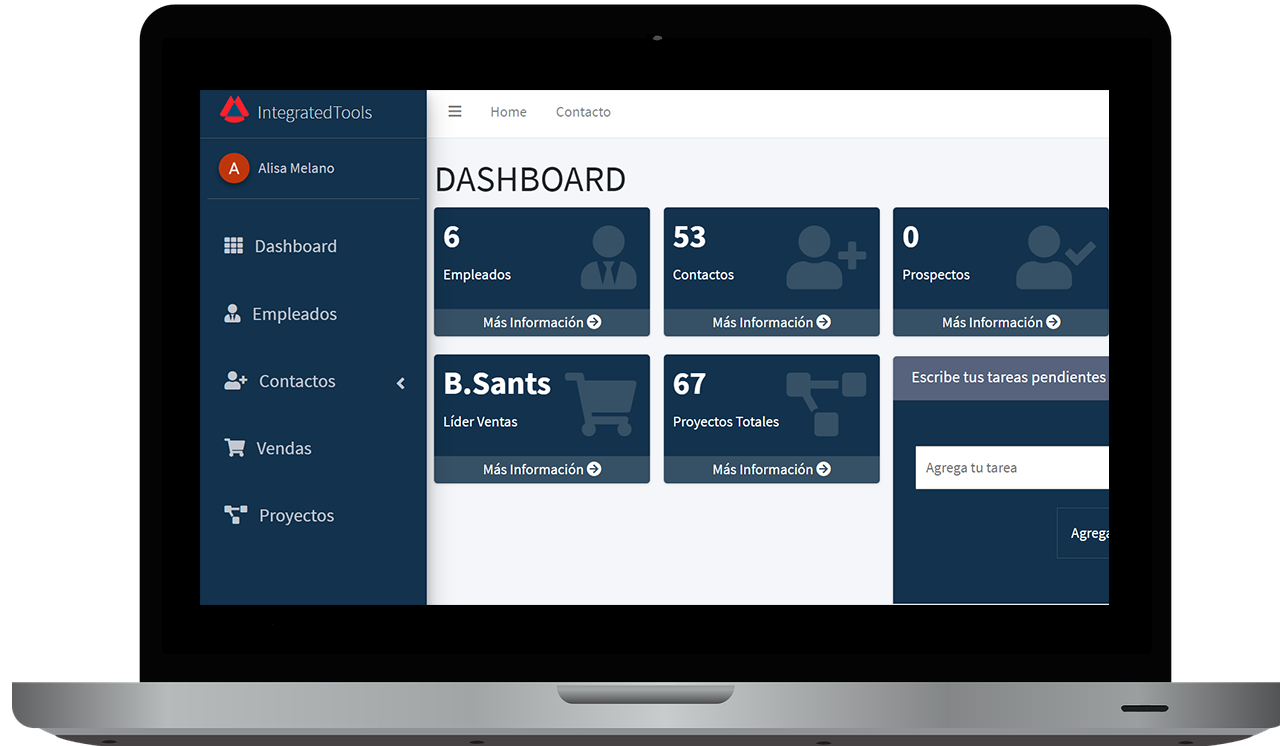 IntegratedTools
Home
Contacto
A
Alisa Melano
DASHBOARD
Dashboard
Empleados
Contactos
Vendas
Proyectos
6
Empleados
Más Información
53
Contactos
Más Información
0
Prospectos
Más Información
B.Sants
Líder Ventas
Más Información
67
Proyectos Totales
Más Información
Escribe tus tareas pendientes
Agrega tu tarea
Agrega